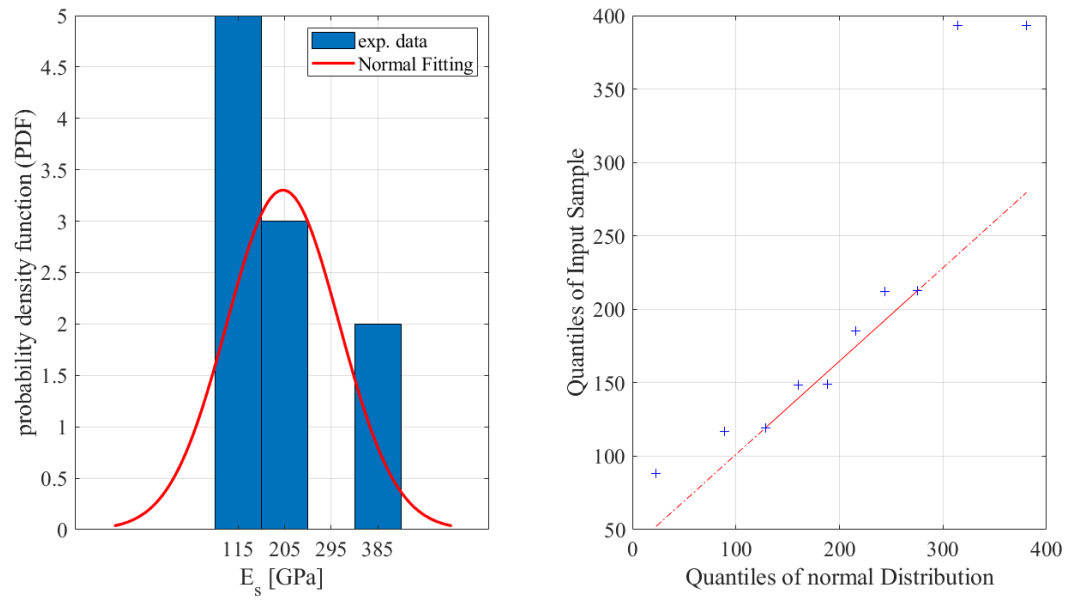 5
4.5
4
3.5
3
2.5
2
1.5
1
0.5
0
probability density function (PDF)
exp. data
Normal Fitting
115 205 295 385
E_s [GPa]
400
350
300
250
200
150
100
50
Quantiles of Input Sample
0 100 200 300 400
Quantiles of normal Distribution